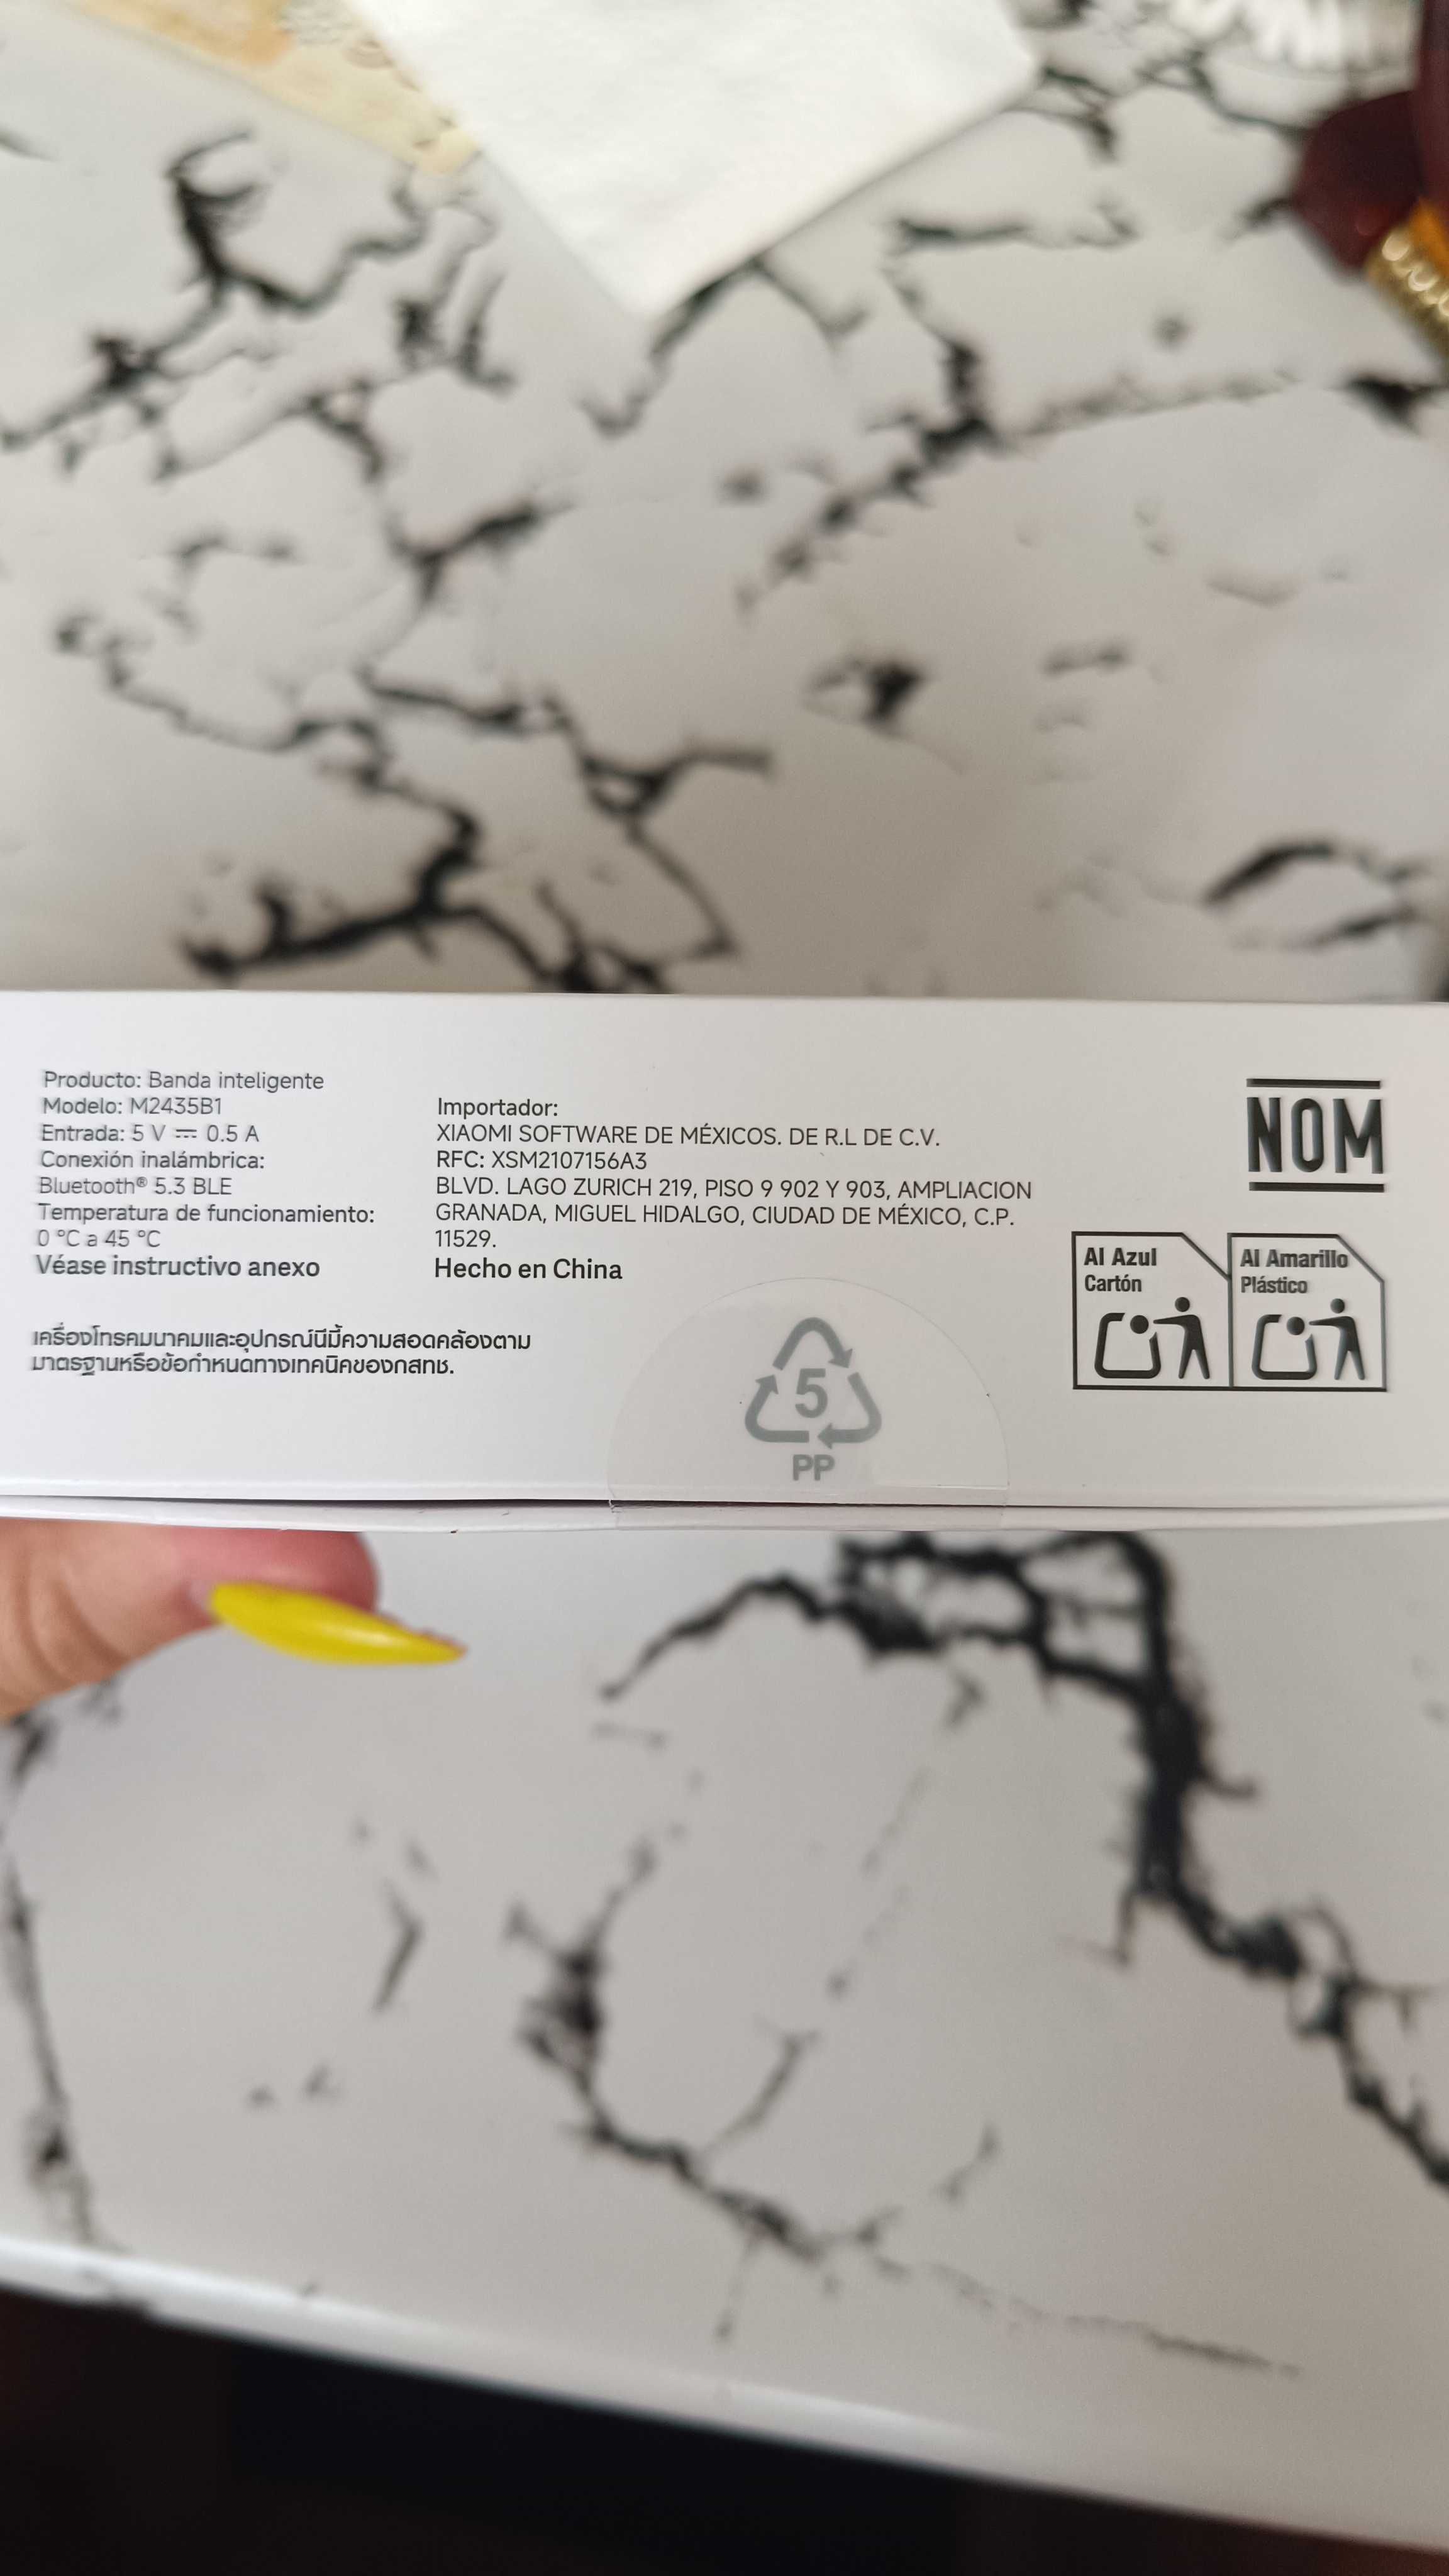 Producto: Banda inteligente
Modelo: M2435B1
Entrada: 5 V ⎓ 0.5 A
Conexión inalámbrica:
Bluetooth® 5.3 BLE
Temperatura de funcionamiento:
0 °C a 45 °C
Véase instructivo anexo
Importador:
XIAOMI SOFTWARE DE MÉXICOS. DE R.L DE C.V.
RFC: XSM2107156A3
BLVD. LAGO ZURICH 219, PISO 9 902 Y 903, AMPLIACION
GRANADA, MIGUEL HIDALGO, CIUDAD DE MÉXICO, C.P.
11529.
Hecho en China
NOM
Al Azul
Cartón
Al Amarillo
Plástico
เครื่องโทรคมนาคมและอุปกรณ์นี้มีความสอดคล้องตาม
มาตรฐานหรือข้อกำหนดทางเทคนิคของกสทช.
5
PP